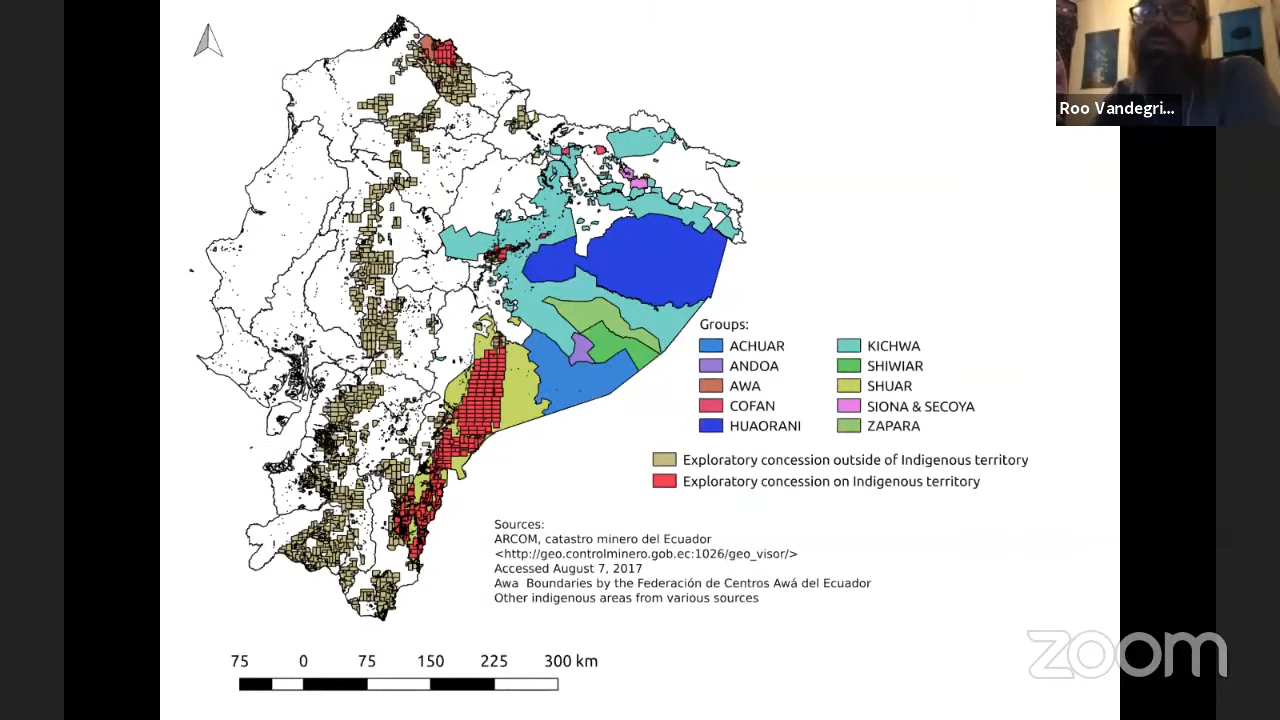 Roo Vandegri...
Groups:
ACHUAR
ANDOA
AWA
COFAN
HUAORANI
KICHWA
SHIWIAR
SHUAR
SIONA & SECOYA
ZAPARA
Exploratory concession outside of Indigenous territory
Exploratory concession on Indigenous territory
Sources:
ARCOM, catastro minero del Ecuador
<http://geo.controlminero.gob.ec:1026/geo_visor/>
Accessed August 7, 2017
Awa Boundaries by the Federación de Centros Awá del Ecuador
Other indigenous areas from various sources
75 0 75 150 225 300 km
zoom